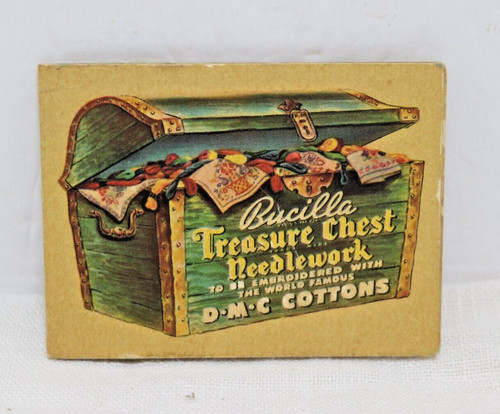 Bucilla
Treasure Chest
Needlework
TO BE EMBROIDERED WITH
THE WORLD FAMOUS
D·M·C COTTONS